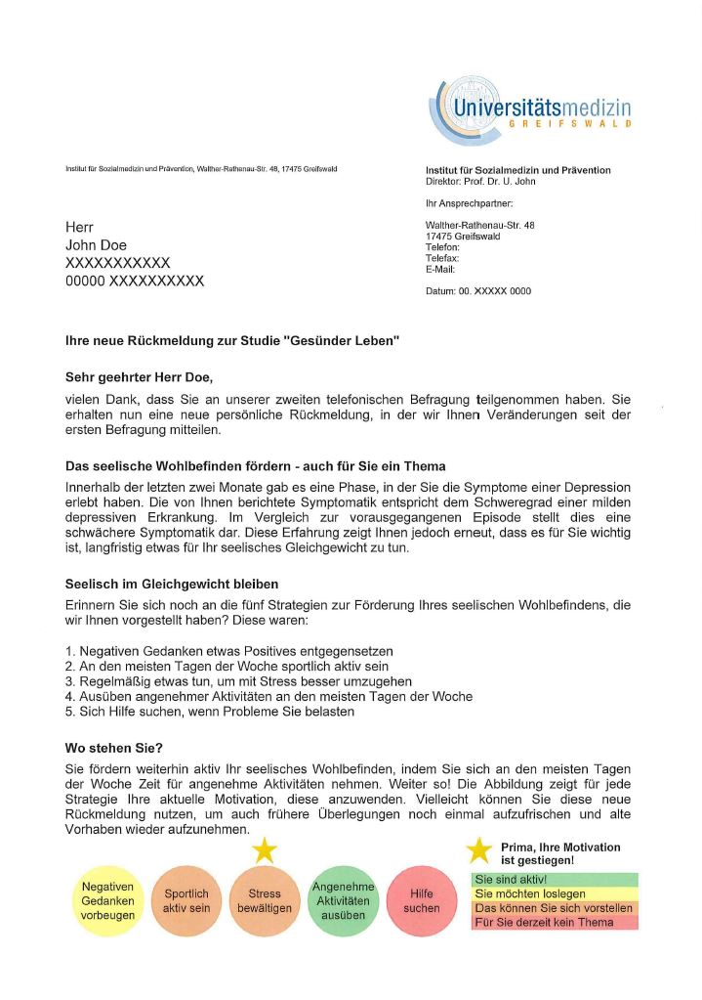 Universitätsmedizin
GREIFSWALD
Institut für Sozialmedizin und Prävention, Walther-Rathenau-Str. 48, 17475 Greifswald
Institut für Sozialmedizin und Prävention
Direktor: Prof. Dr. U. John
Ihr Ansprechpartner:
Walther-Rathenau-Str. 48
17475 Greifswald
Telefon:
Telefax:
E-Mail:
Datum: 00. XXXXX 0000
Herr
John Doe
XXXXXXXXXXX
00000 XXXXXXXXXX
Ihre neue Rückmeldung zur Studie "Gesünder Leben"
Sehr geehrter Herr Doe,
vielen Dank, dass Sie an unserer zweiten telefonischen Befragung teilgenommen haben. Sie
erhalten nun eine neue persönliche Rückmeldung, in der wir Ihnen Veränderungen seit der
ersten Befragung mitteilen.
Das seelische Wohlbefinden fördern - auch für Sie ein Thema
Innerhalb der letzten zwei Monate gab es eine Phase, in der Sie die Symptome einer Depression
erlebt haben. Die von Ihnen berichtete Symptomatik entspricht dem Schweregrad einer milden
depressiven Erkrankung. Im Vergleich zur vorausgegangenen Episode stellt dies eine
schwächere Symptomatik dar. Diese Erfahrung zeigt Ihnen jedoch erneut, dass es für Sie wichtig
ist, langfristig etwas für Ihr seelisches Gleichgewicht zu tun.
Seelisch im Gleichgewicht bleiben
Erinnern Sie sich noch an die fünf Strategien zur Förderung Ihres seelischen Wohlbefindens, die
wir Ihnen vorgestellt haben? Diese waren:
1. Negativen Gedanken etwas Positives entgegensetzen
2. An den meisten Tagen der Woche sportlich aktiv sein
3. Regelmäßig etwas tun, um mit Stress besser umzugehen
4. Ausüben angenehmer Aktivitäten an den meisten Tagen der Woche
5. Sich Hilfe suchen, wenn Probleme Sie belasten
Wo stehen Sie?
Sie fördern weiterhin aktiv Ihr seelisches Wohlbefinden, indem Sie sich an den meisten Tagen
der Woche Zeit für angenehme Aktivitäten nehmen. Weiter so! Die Abbildung zeigt für jede
Strategie Ihre aktuelle Motivation, diese anzuwenden. Vielleicht können Sie diese neue
Rückmeldung nutzen, um auch frühere Überlegungen noch einmal aufzufrischen und alte
Vorhaben wieder aufzunehmen.
Negativen
Gedanken
vorbeugen
Sportlich
aktiv sein
Stress
bewältigen
Angenehme
Aktivitäten
ausüben
Hilfe
suchen
Prima, Ihre Motivation
ist gestiegen!
Sie sind aktiv!
Sie möchten loslegen
Das können Sie sich vorstellen
Für Sie derzeit kein Thema